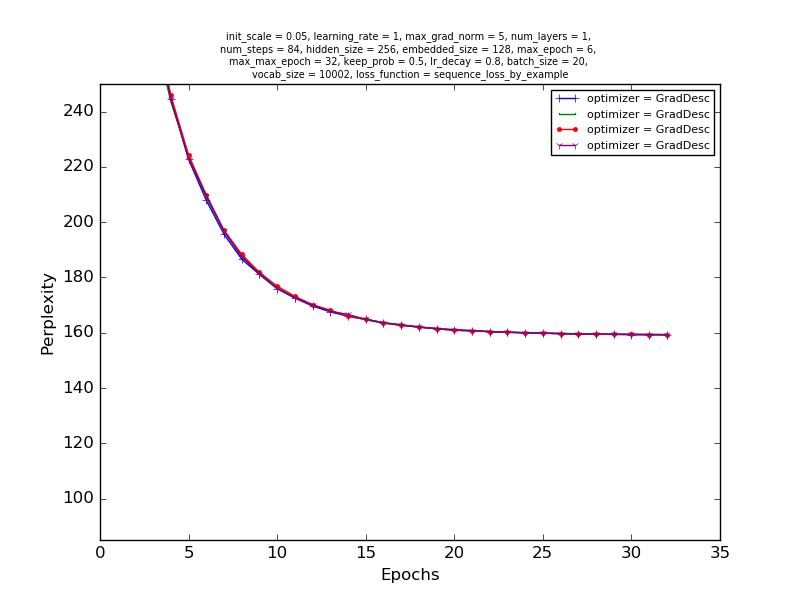 init_scale = 0.05, learning_rate = 1, max_grad_norm = 5, num_layers = 1,
num_steps = 84, hidden_size = 256, embedded_size = 128, max_epoch = 6,
max_max_epoch = 32, keep_prob = 0.5, lr_decay = 0.8, batch_size = 20,
vocab_size = 10002, loss_function = sequence_loss_by_example
optimizer = GradDesc
optimizer = GradDesc
optimizer = GradDesc
optimizer = GradDesc
240
220
200
180
160
140
120
100
Perplexity
0 5 10 15 20 25 30 35
Epochs